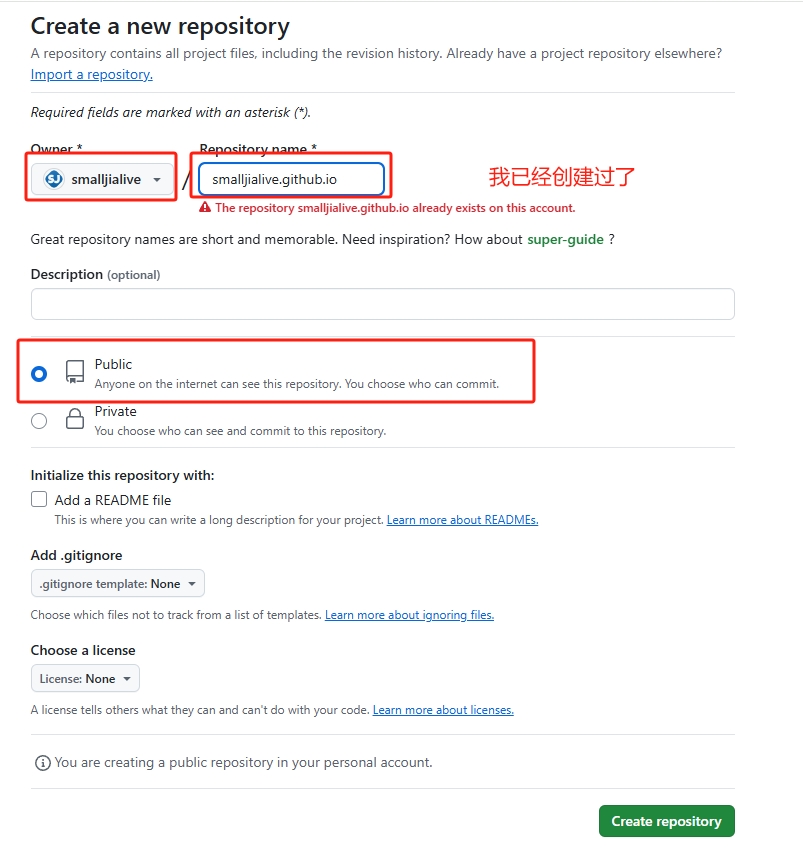 Create a new repository
A repository contains all project files, including the revision history. Already have a project repository elsewhere?
Import a repository.
Required fields are marked with an asterisk (*).
Owner *
Repository name *
SJ smalljialive
/
smalljialive.github.io
我已经创建过了
The repository smalljialive.github.io already exists on this account.
Great repository names are short and memorable. Need inspiration? How about super-guide ?
Description (optional)
Public
Anyone on the internet can see this repository. You choose who can commit.
Private
You choose who can see and commit to this repository.
Initialize this repository with:
Add a README file
This is where you can write a long description for your project. Learn more about READMEs.
Add .gitignore
.gitignore template: None
Choose which files not to track from a list of templates. Learn more about ignoring files.
Choose a license
License: None
A license tells others what they can and can't do with your code. Learn more about licenses.
You are creating a public repository in your personal account.
Create repository